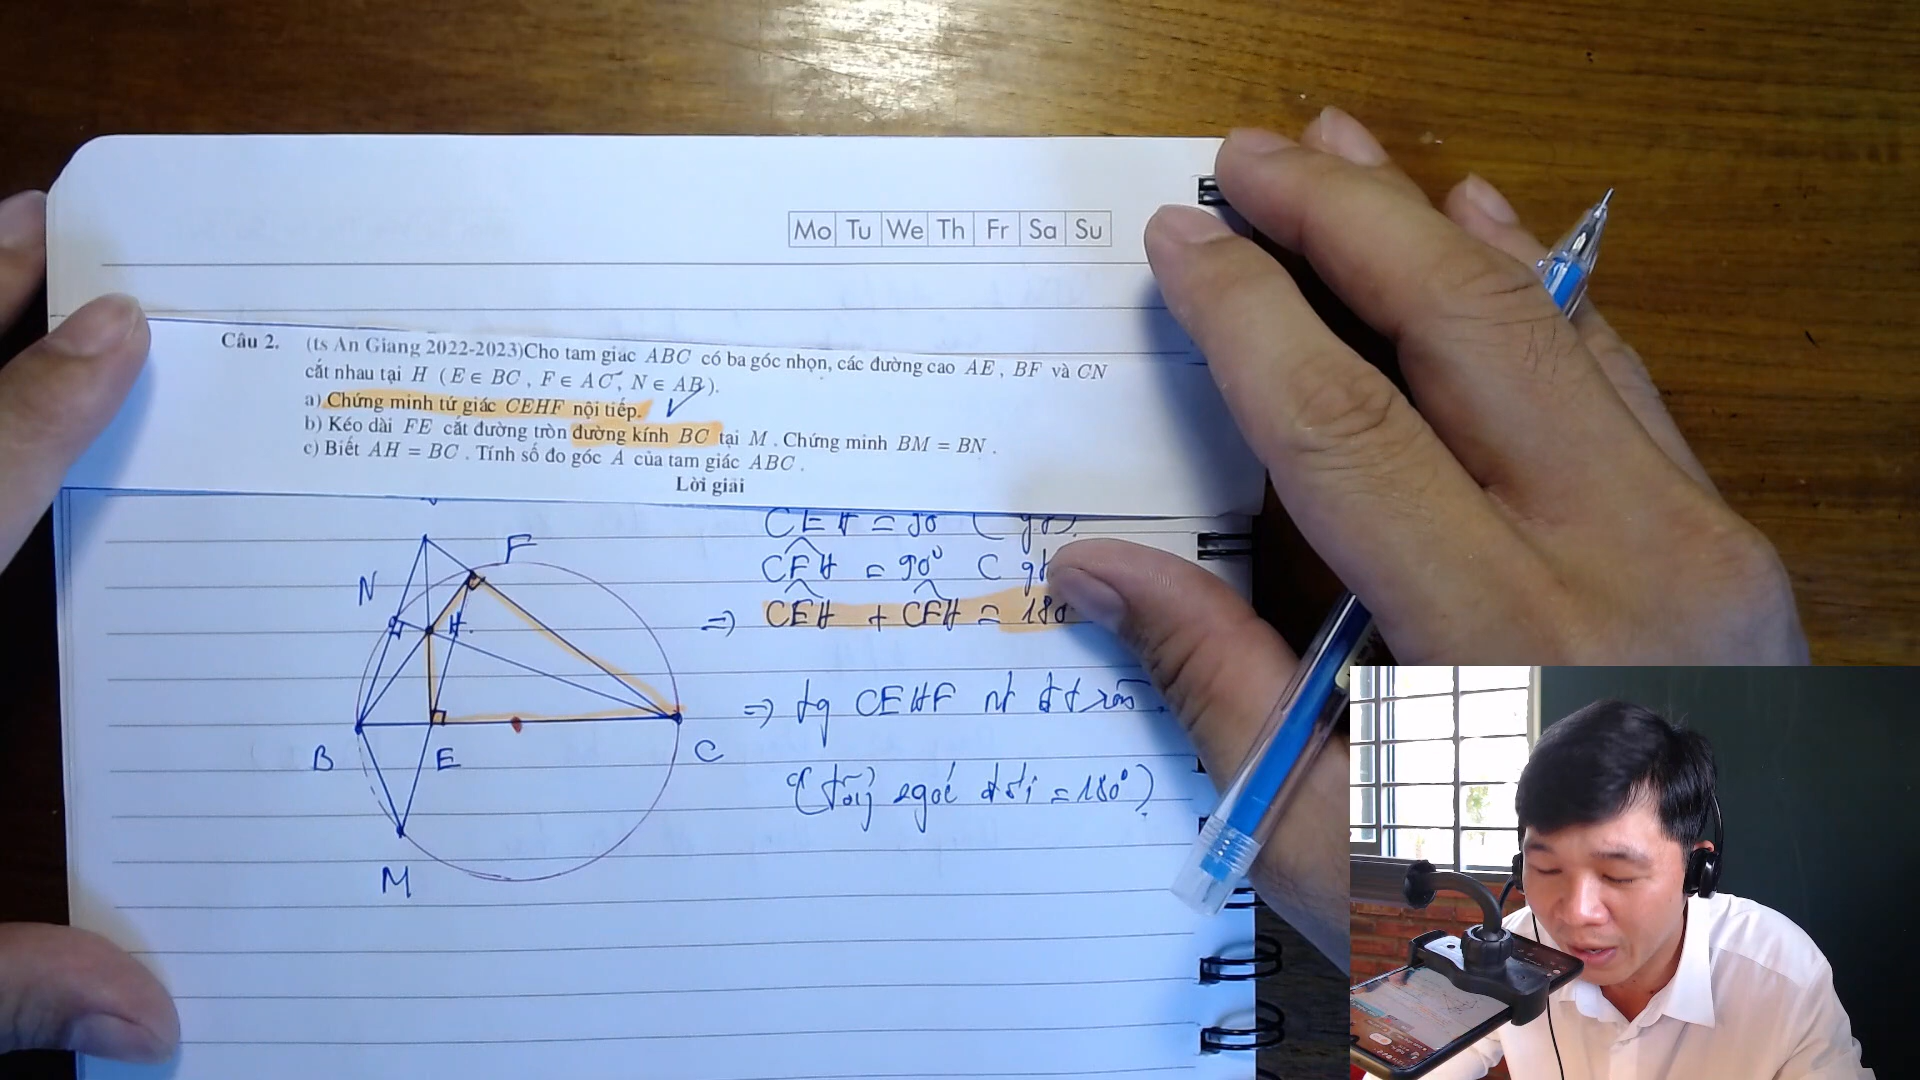 Mo Tu We Th Fr Sa Su
Câu 2. (ts An Giang 2022-2023)Cho tam giác ABC có ba góc nhọn, các đường cao AE, BF và CN
cắt nhau tại H (E ∈ BC, F ∈ AC, N ∈ AB).
a) Chứng minh tứ giác CEHF nội tiếp.
b) Kéo dài FE cắt đường tròn đường kính BC tại M. Chứng minh BM = BN.
c) Biết AH = BC. Tính số đo góc A của tam giác ABC.
Lời giải
F
N
H
B
E
C
M
CEH = 90
CFH = 90°
=> CEH + CFH = 180
=> tg CEHF nt
= 180°)